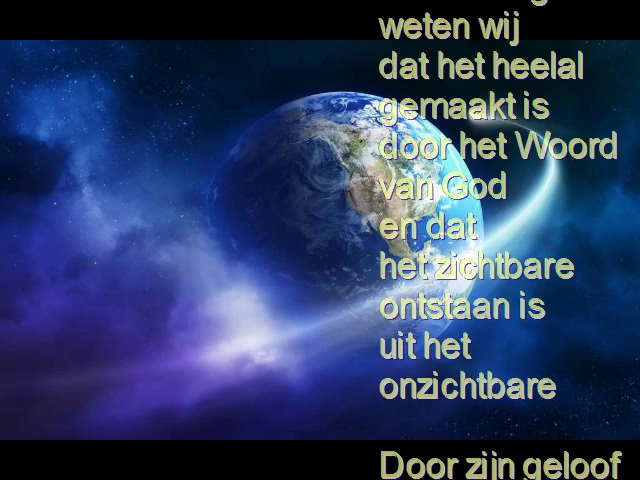 weten wij
dat het heelal
gemaakt is
door het Woord
van God
en dat
het zichtbare
ontstaan is
uit het
onzichtbare
Door zijn geloof